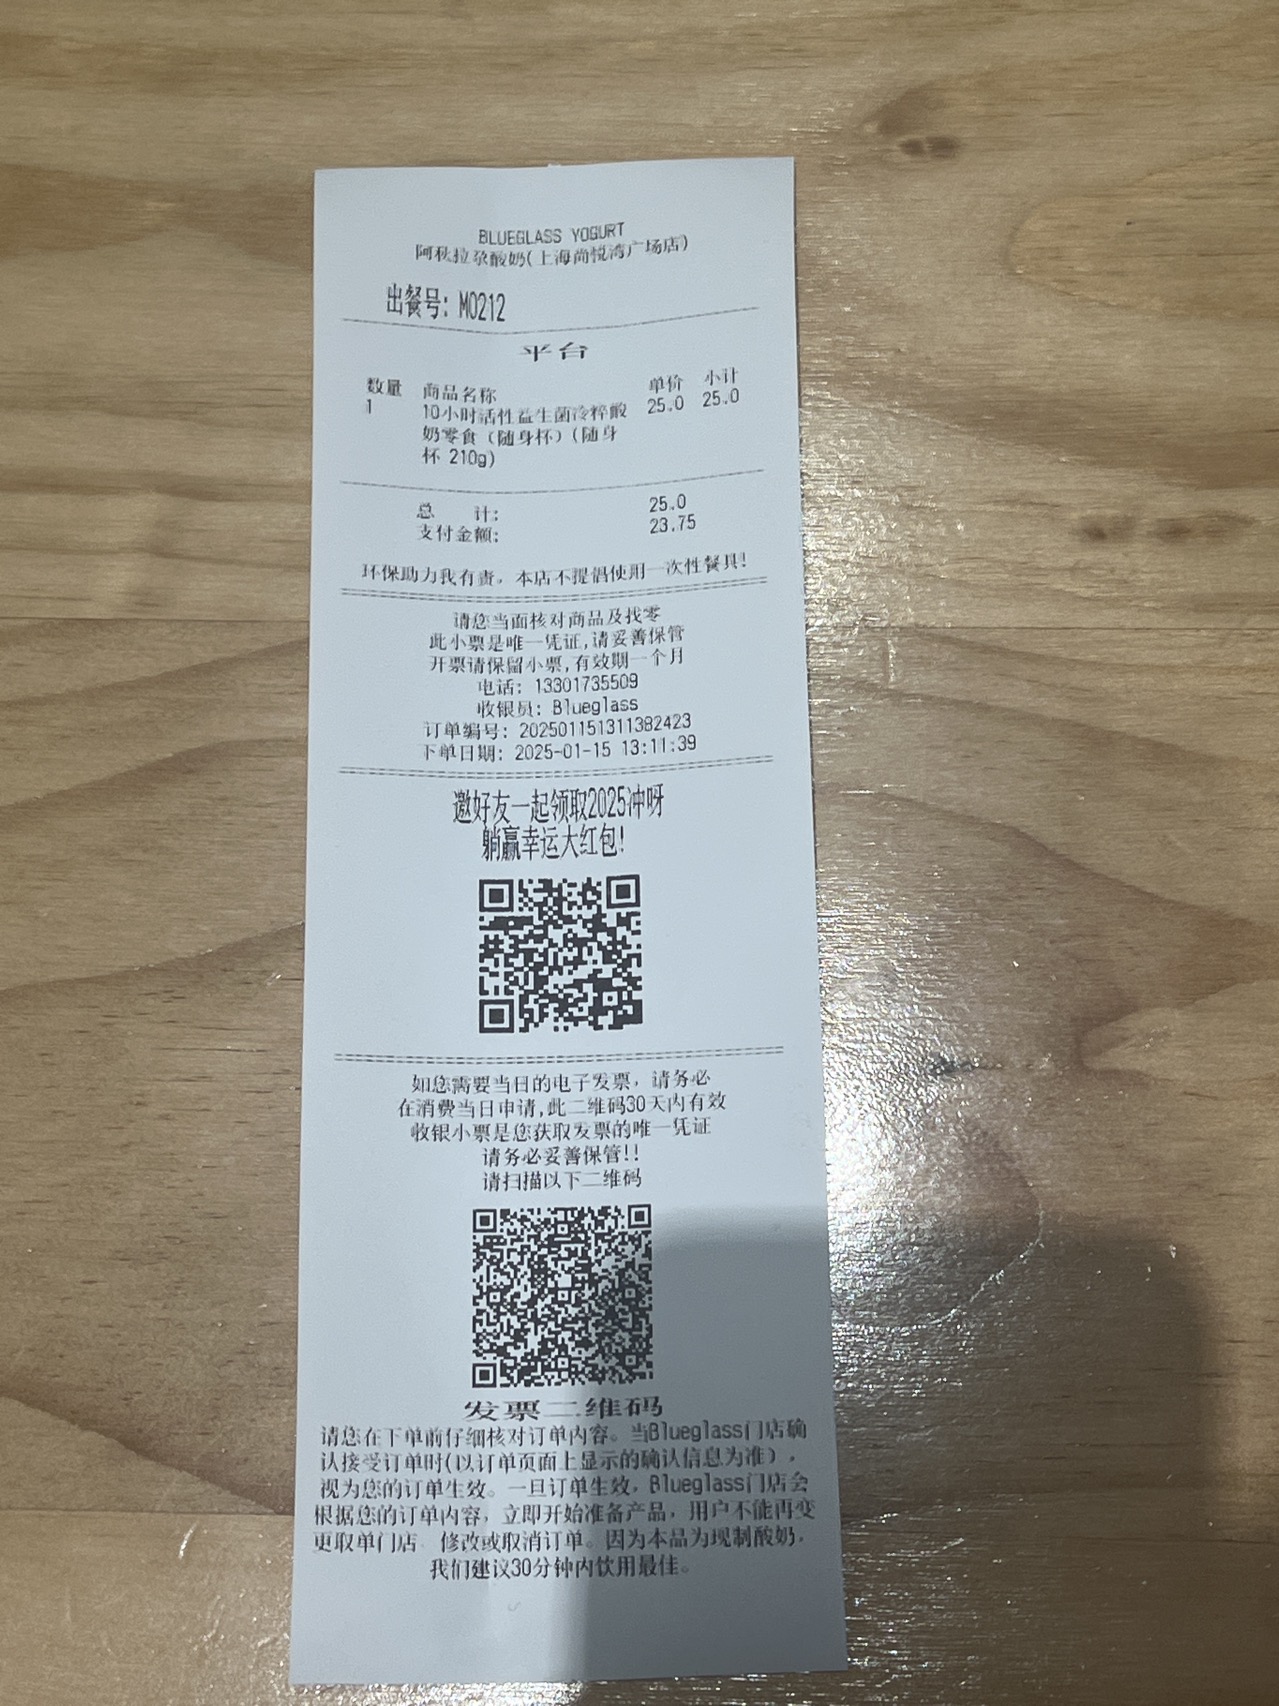 BLUEGLASS YOGURT
阿秋拉尕酸奶(上海尚悦湾广场店)
出餐号: M0212
平台
数量 商品名称 单价 小计
1 10小时活性益生菌冷粹酸 25.0 25.0
奶零食（随身杯）(随身
杯 210g)
总 计: 25.0
支付金额: 23.75
环保助力我有责，本店不提倡使用一次性餐具!
请您当面核对商品及找零
此小票是唯一凭证,请妥善保管
开票请保留小票,有效期一个月
电话: 13301735509
收银员: Blueglass
订单编号: 202501151311382423
下单日期: 2025-01-15 13:11:39
邀好友一起领取2025冲呀
躺赢幸运大红包!
如您需要当日的电子发票，请务必
在消费当日申请,此二维码30天内有效
收银小票是您获取发票的唯一凭证
请务必妥善保管!!
请扫描以下二维码
发票二维码
请您在下单前仔细核对订单内容。当Blueglass门店确
认接受订单时(以订单页面上显示的确认信息为准)，
视为您的订单生效。一旦订单生效，Blueglass门店会
根据您的订单内容，立即开始准备产品，用户不能再变
更取单门店、修改或取消订单。因为本品为现制酸奶，
我们建议30分钟内饮用最佳。